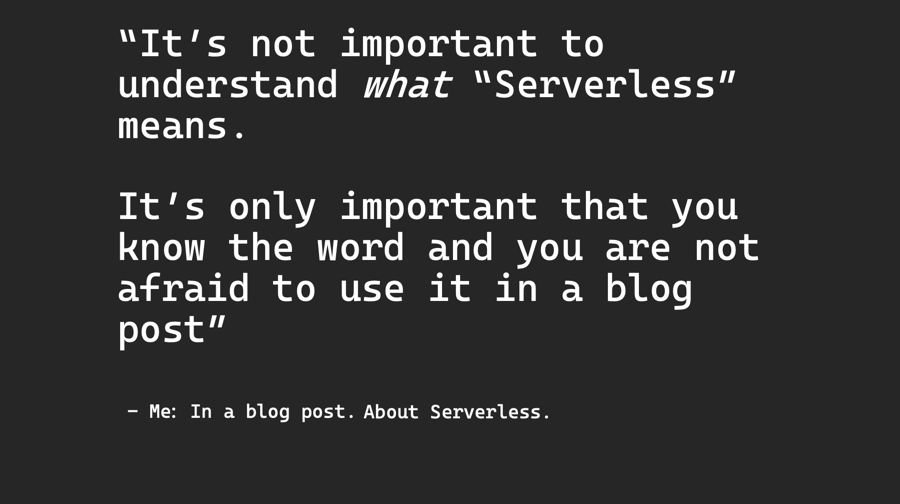 “It’s not important to
understand what “Serverless”
means.
It’s only important that you
know the word and you are not
afraid to use it in a blog
post”
– Me: In a blog post. About Serverless.